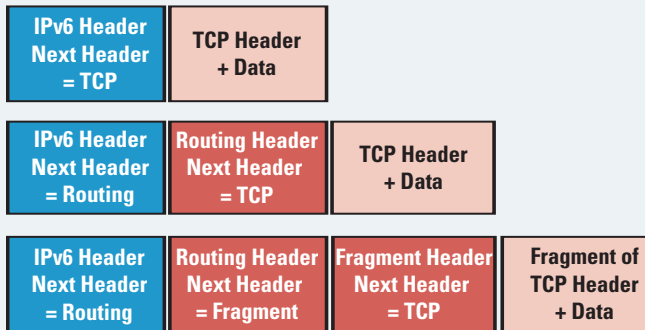 IPv6 Header
Next Header
= TCP
TCP Header
+ Data
IPv6 Header
Next Header
= Routing
Routing Header
Next Header
= TCP
TCP Header
+ Data
IPv6 Header
Next Header
= Routing
Routing Header
Next Header
= Fragment
Fragment Header
Next Header
= TCP
Fragment of
TCP Header
+ Data